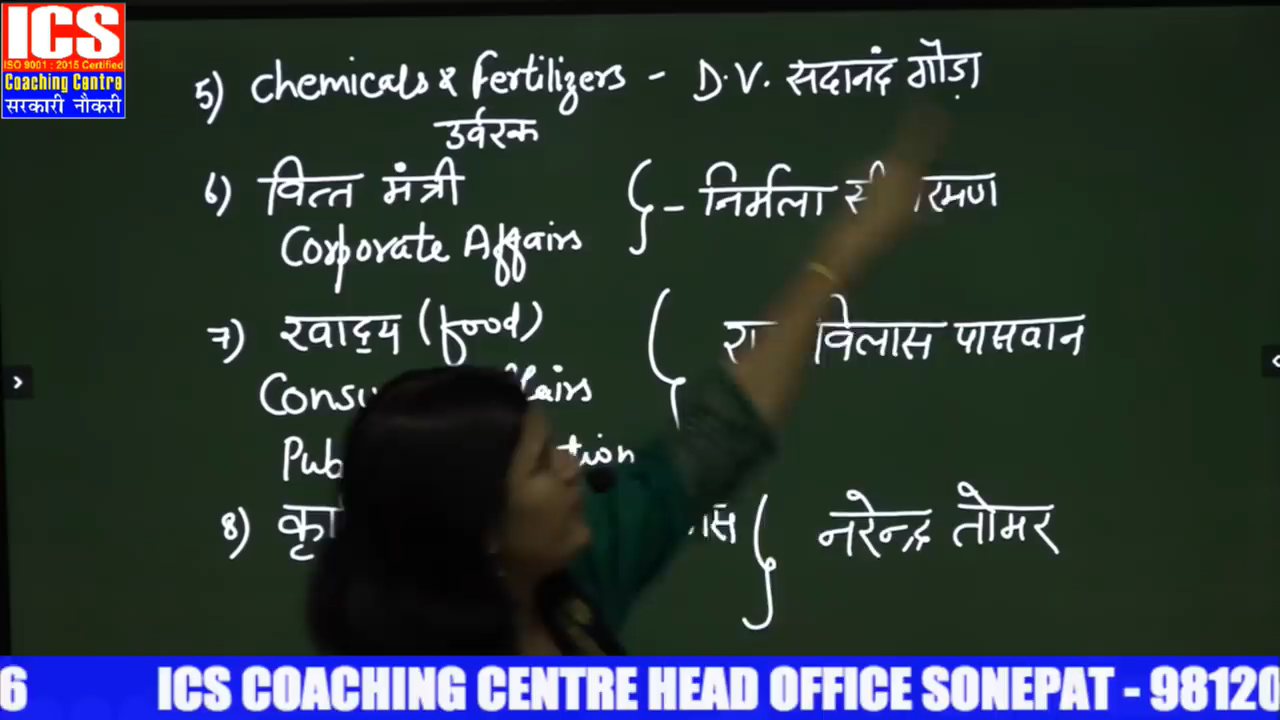 ICS
ISO 9001 : 2015 Certified
Coaching Centre
सरकारी नौकरी
5) Chemicals & Fertilizers - D.V. सदानंद गौड़ा
उर्वरक
6) वित्त मंत्री - निर्मला
Corporate Affairs
7) खाद्य (food) विलास पासवान
8) नरेन्द्र तोमर
6 ICS COACHING CENTRE HEAD OFFICE SONEPAT - 98120